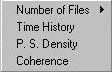 Number of Files
Time History
P. S. Density
Coherence